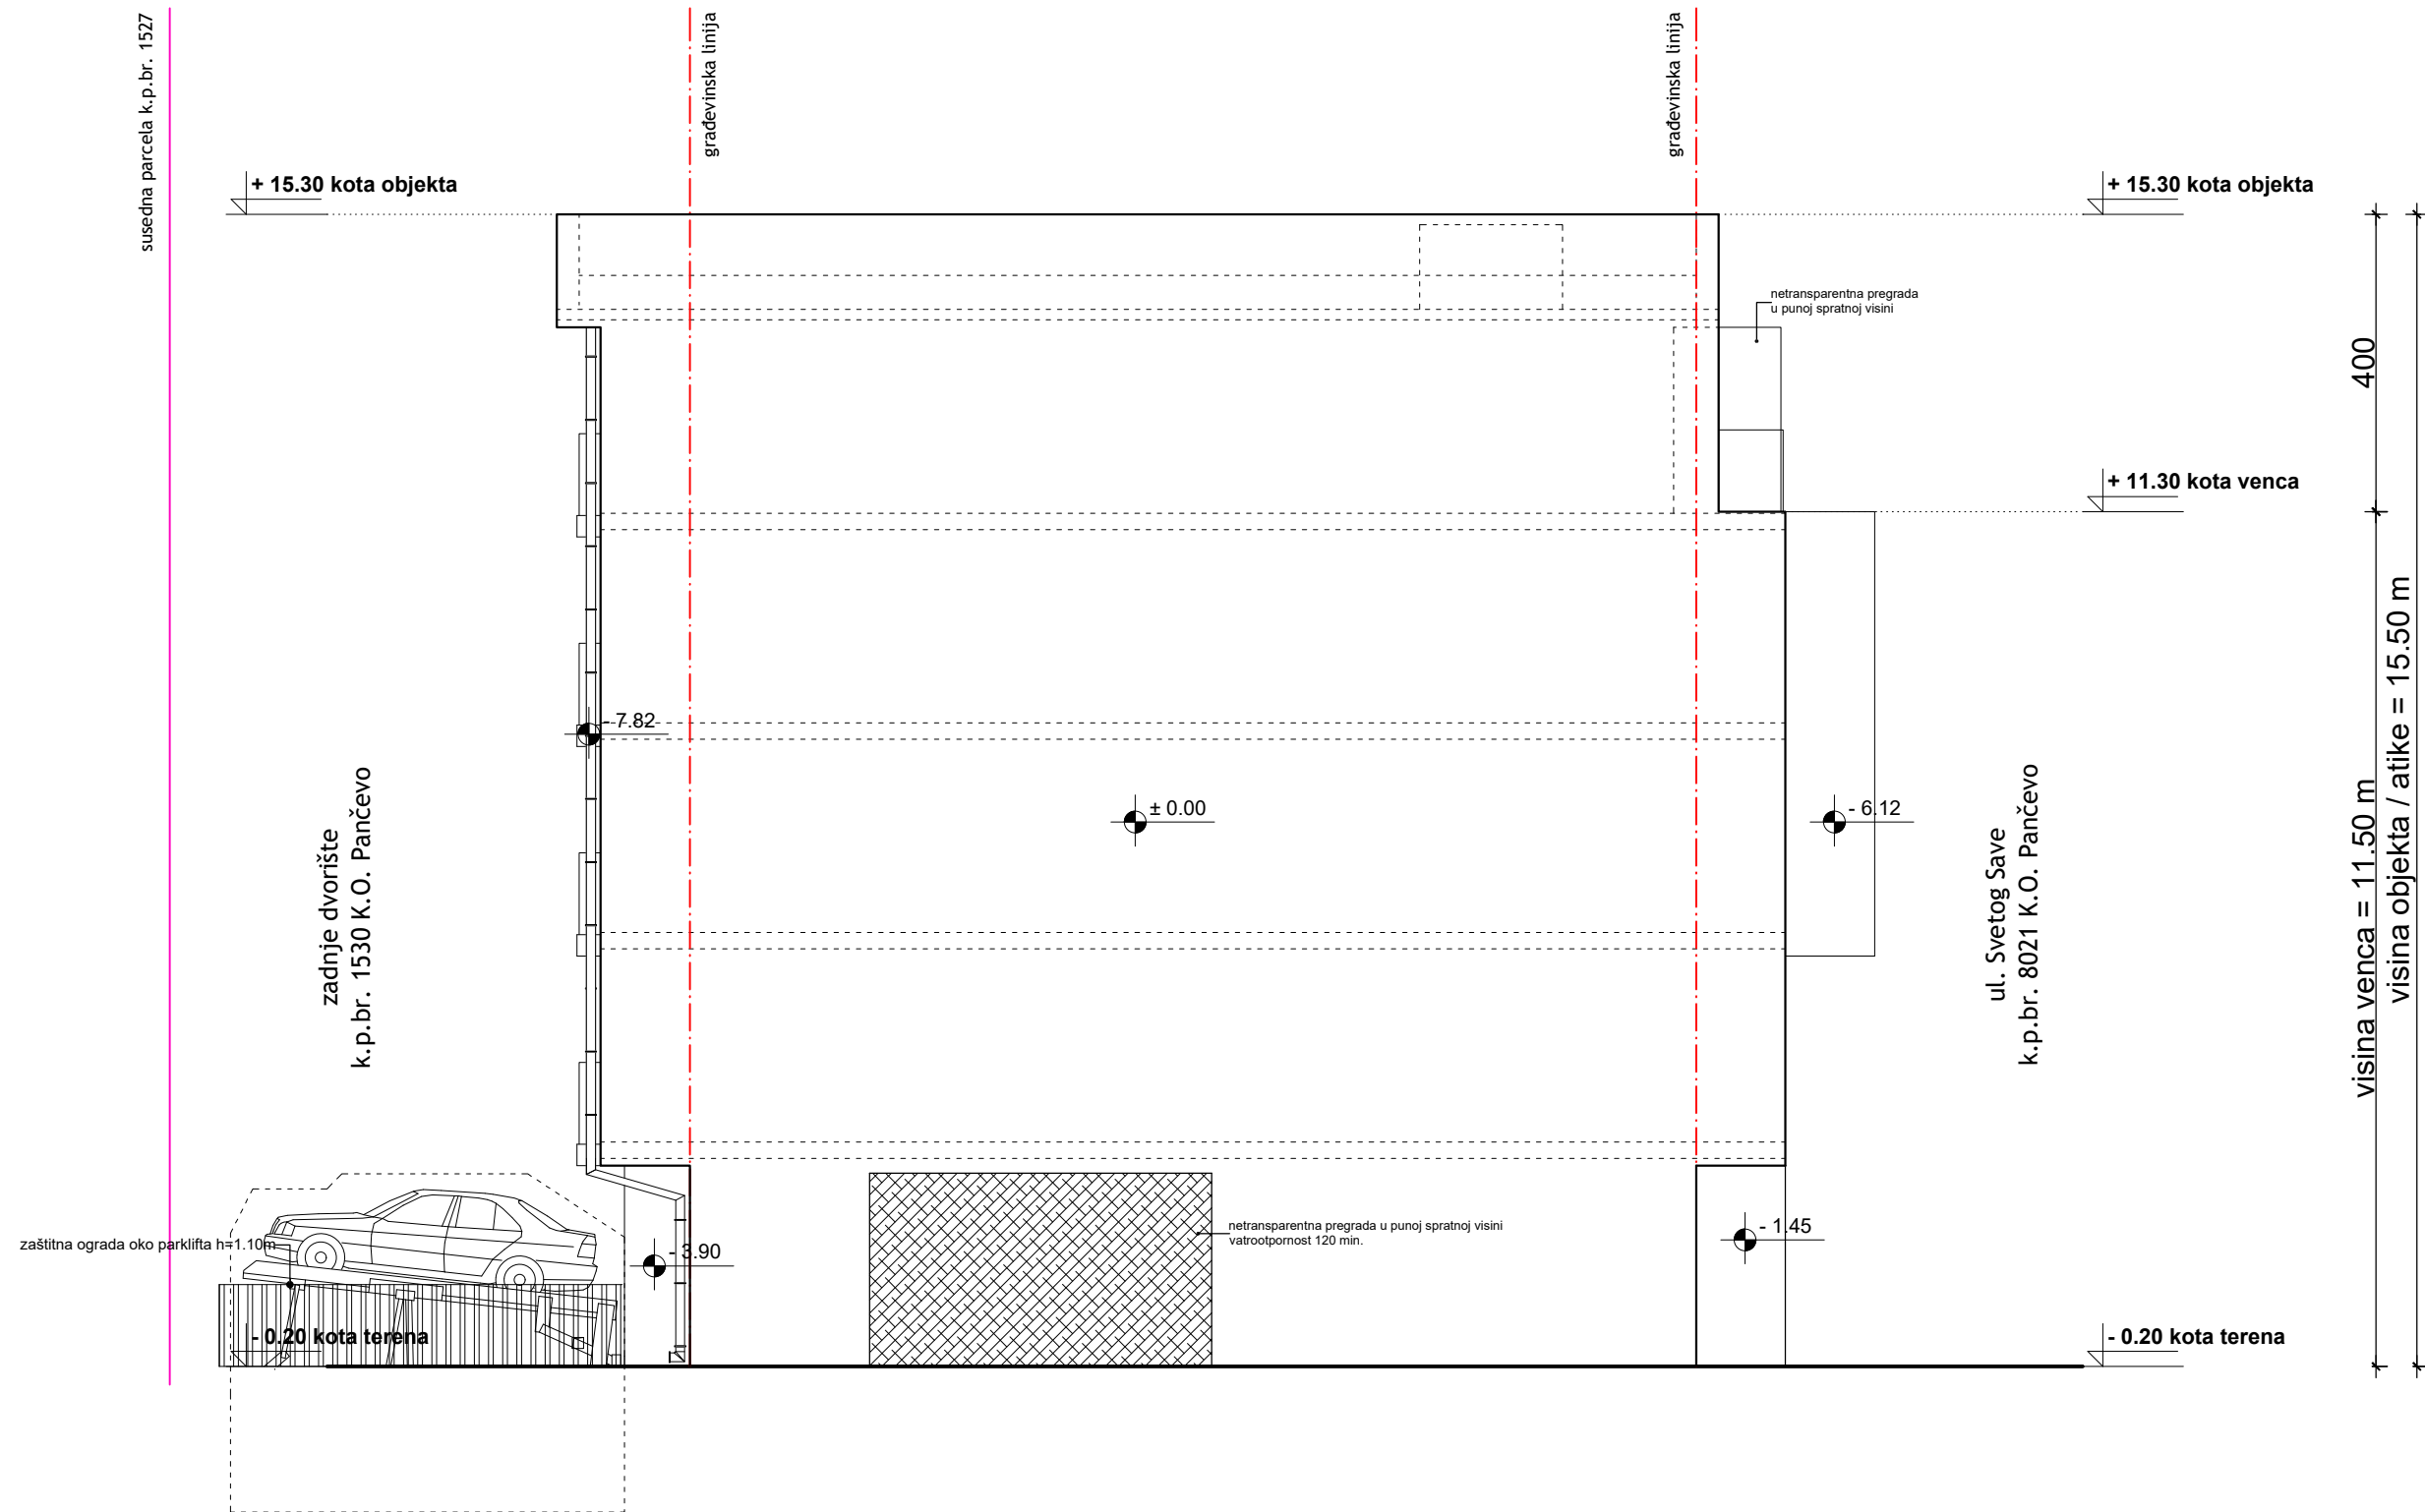 susedna parcela k.p.br. 1527
građevinska linija
građevinska linija
+ 15.30 kota objekta
+ 15.30 kota objekta
netransparentna pregrada
u punoj spratnoj visini
400
+ 11.30 kota venca
- 7.82
± 0.00
- 6.12
zadnje dvorište
k.p.br. 1530 K.O. Pančevo
ul. Svetog Save
k.p.br. 8021 K.O. Pančevo
visina venca = 11.50 m
visina objekta / atike = 15.50 m
zaštitna ograda oko parklifta h=1.10m
- 3.90
netransparentna pregrada u punoj spratnoj visini
vatrootpornost 120 min.
- 1.45
- 0.20 kota terena
- 0.20 kota terena